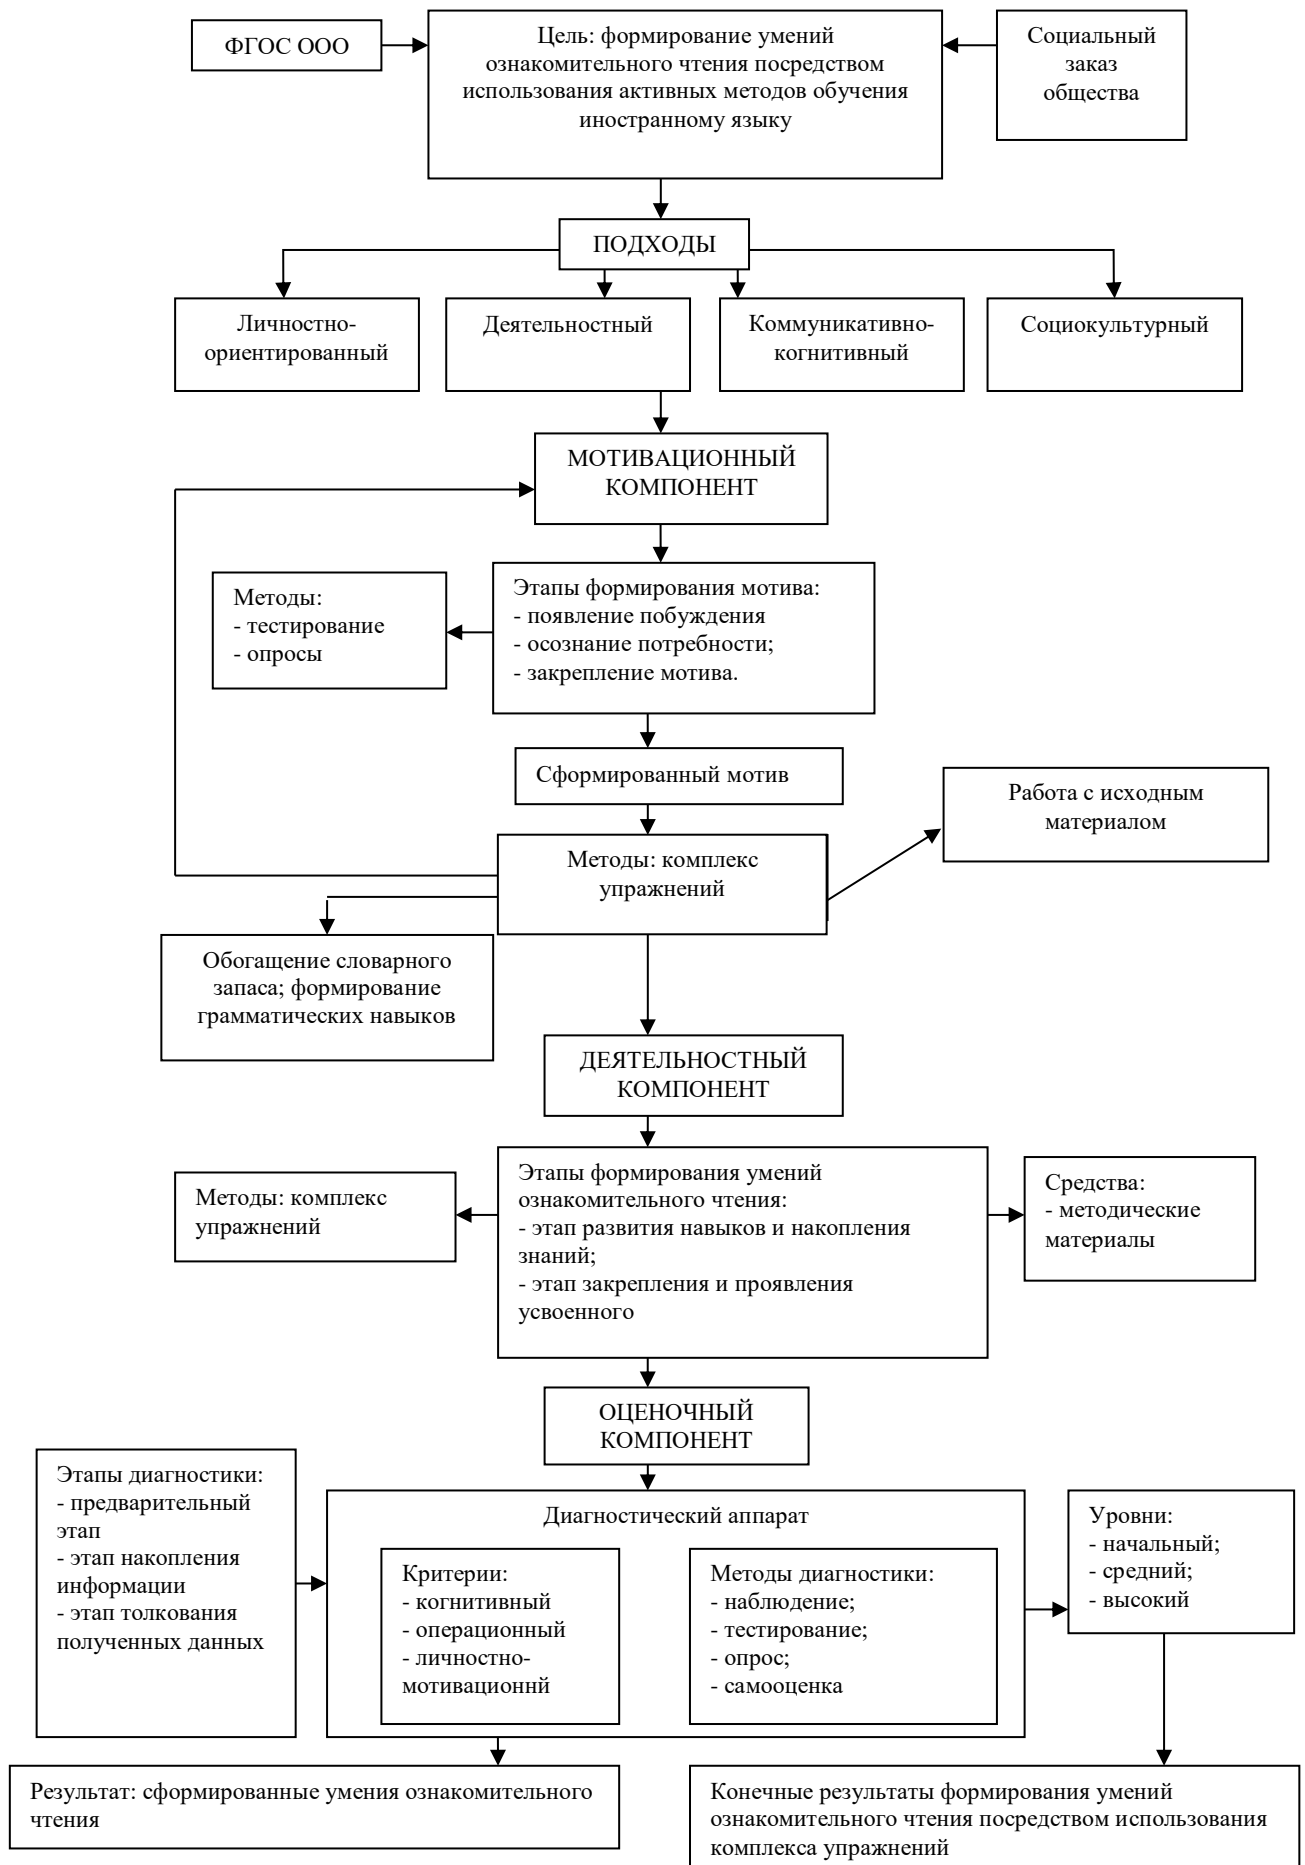 ФГОС ООО
Цель: формирование умений
ознакомительного чтения посредством
использования активных методов обучения
иностранному языку
Социальный
заказ
общества
ПОДХОДЫ
Личностно-
ориентированный
Деятельностный
Коммуникативно-
когнитивный
Социокультурный
МОТИВАЦИОННЫЙ
КОМПОНЕНТ
Методы:
- тестирование
- опросы
Этапы формирования мотива:
- появление побуждения
- осознание потребности;
- закрепление мотива.
Сформированный мотив
Работа с исходным
материалом
Методы: комплекс
упражнений
Обогащение словарного
запаса; формирование
грамматических навыков
ДЕЯТЕЛЬНОСТНЫЙ
КОМПОНЕНТ
Методы: комплекс
упражнений
Этапы формирования умений
ознакомительного чтения:
- этап развития навыков и накопления
знаний;
- этап закрепления и проявления
усвоенного
Средства:
- методические
материалы
ОЦЕНОЧНЫЙ
КОМПОНЕНТ
Этапы диагностики:
- предварительный
этап
- этап накопления
информации
- этап толкования
полученных данных
Диагностический аппарат
Критерии:
- когнитивный
- операционный
- личностно-
мотивационнй
Методы диагностики:
- наблюдение;
- тестирование;
- опрос;
- самооценка
Уровни:
- начальный;
- средний;
- высокий
Результат: сформированные умения ознакомительного
чтения
Конечные результаты формирования умений
ознакомительного чтения посредством использования
комплекса упражнений